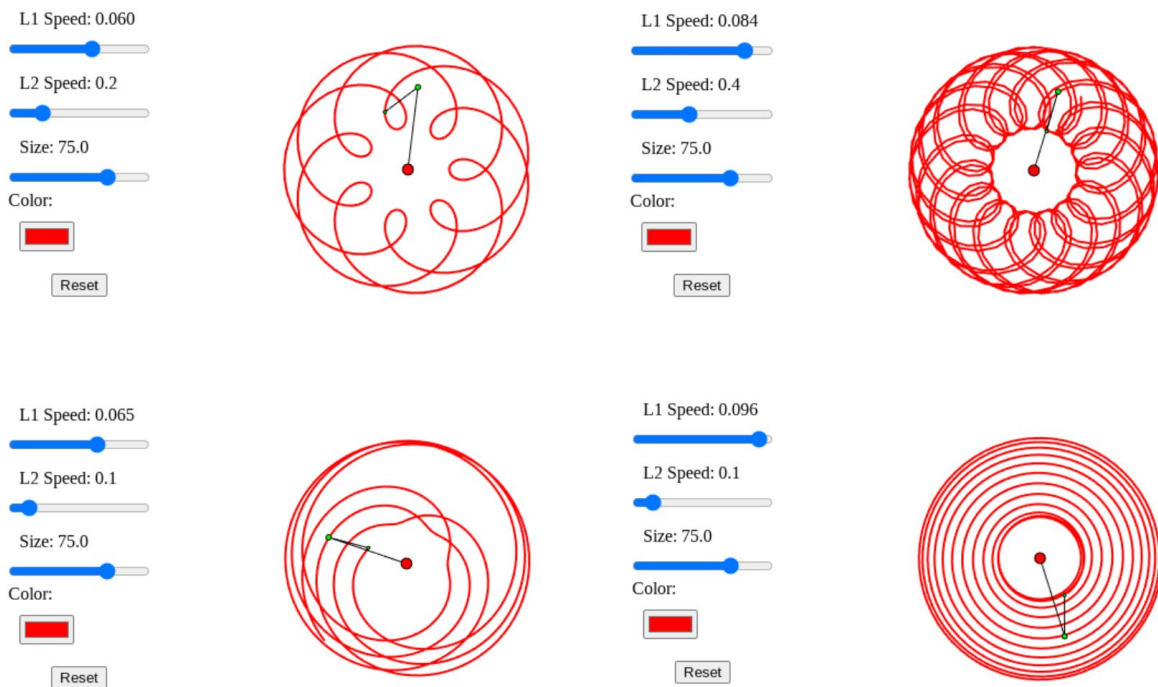 L1 Speed: 0.060
L2 Speed: 0.2
Size: 75.0
Color:
Reset
L1 Speed: 0.084
L2 Speed: 0.4
Size: 75.0
Color:
Reset
L1 Speed: 0.065
L2 Speed: 0.1
Size: 75.0
Color:
Reset
L1 Speed: 0.096
L2 Speed: 0.1
Size: 75.0
Color:
Reset